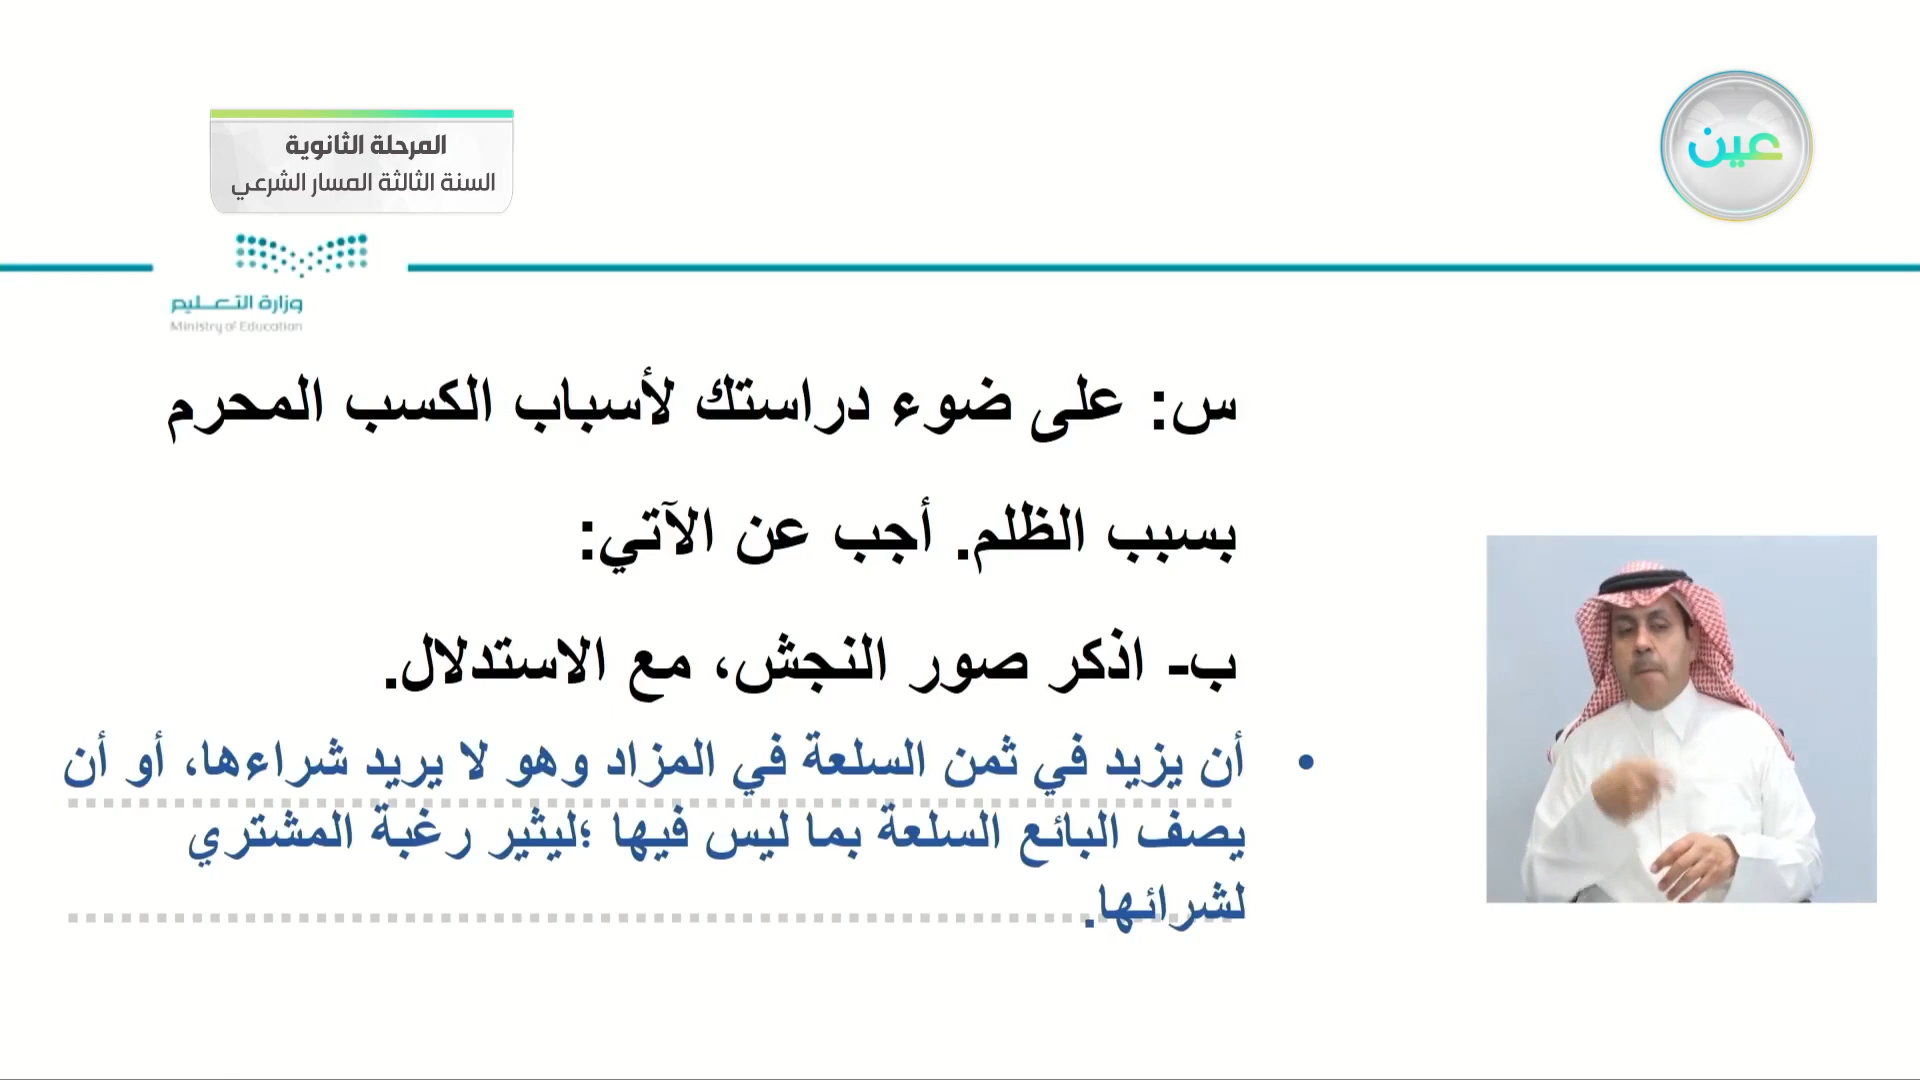 المرحلة الثانوية
السنة الثالثة المسار الشرعي
عين
وزارة التعليم
Ministry of Education
س: على ضوء دراستك لأسباب الكسب المحرم
بسبب الظلم. أجب عن الآتي:
ب- اذكر صور النجش، مع الاستدلال.
• أن يزيد في ثمن السلعة في المزاد وهو لا يريد شراءها، أو أن
يصف البائع السلعة بما ليس فيها ؛ليثير رغبة المشتري
لشرائها.